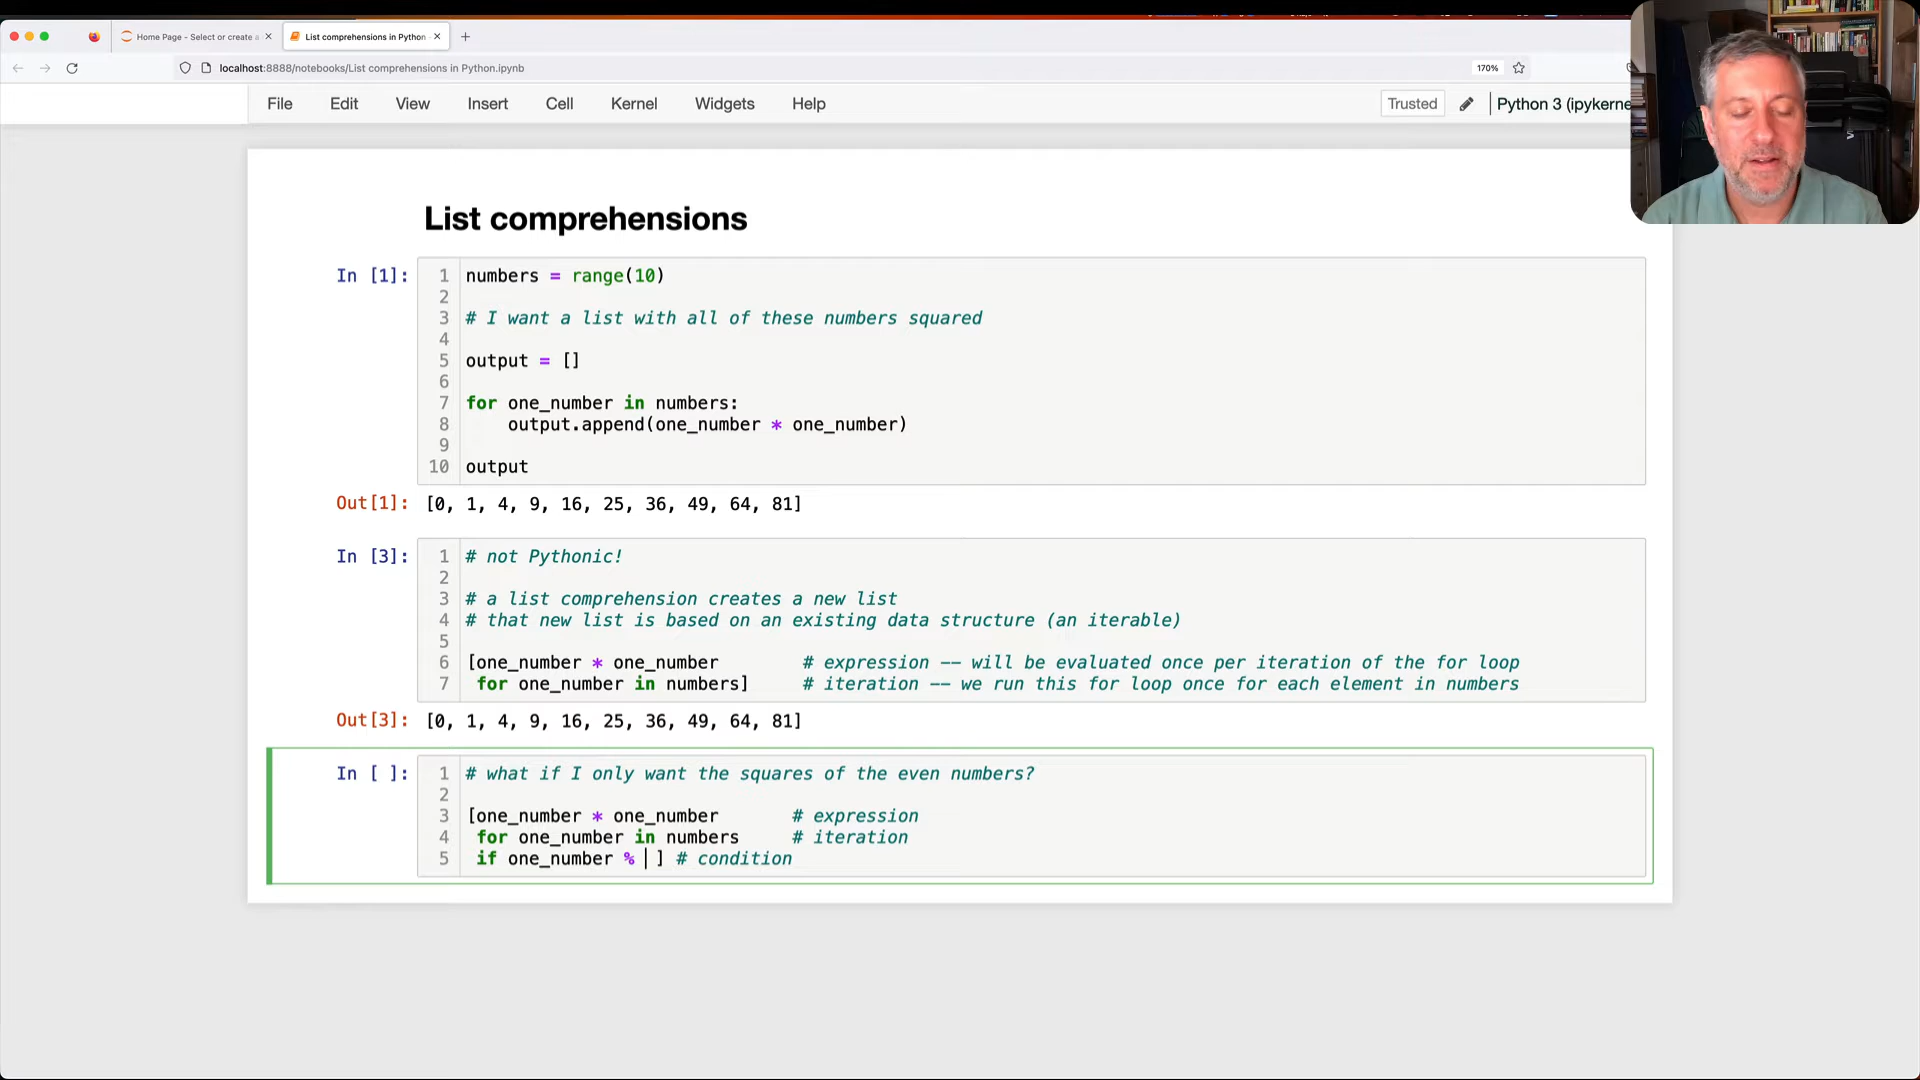 Home Page - Select or create a
List comprehensions in Python
localhost:8888/notebooks/List comprehensions in Python.ipynb
170%
File Edit View Insert Cell Kernel Widgets Help
Trusted
Python 3 (ipykerne
List comprehensions
In [1]:
1 numbers = range(10)
2
3 # I want a list with all of these numbers squared
4
5 output = []
6
7 for one_number in numbers:
8 output.append(one_number * one_number)
9
10 output
Out[1]: [0, 1, 4, 9, 16, 25, 36, 49, 64, 81]
In [3]:
1 # not Pythonic!
2
3 # a list comprehension creates a new list
4 # that new list is based on an existing data structure (an iterable)
5
6 [one_number * one_number # expression -- will be evaluated once per iteration of the for loop
7 for one_number in numbers] # iteration -- we run this for loop once for each element in numbers
Out[3]: [0, 1, 4, 9, 16, 25, 36, 49, 64, 81]
In [ ]:
1 # what if I only want the squares of the even numbers?
2
3 [one_number * one_number # expression
4 for one_number in numbers # iteration
5 if one_number % ] # condition